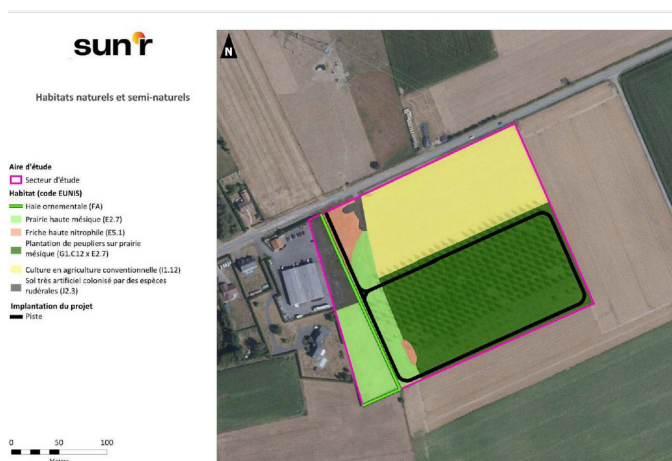 sun'r
N
Habitats naturels et semi-naturels
Aire d'étude
Secteur d'étude
Habitat (code EUNIS)
Haie ornementale (FA)
Prairie haute mésique (E2.7)
Friche haute nitrophile (E5.1)
Plantation de peupliers sur prairie
mésique (G1.C12 x E2.7)
Culture en agriculture conventionelle (I1.12)
Sol très artificiel colonisé par des espèces
rudérales (J2.3)
Implantation du projet
Piste
0 50 100
Mètres